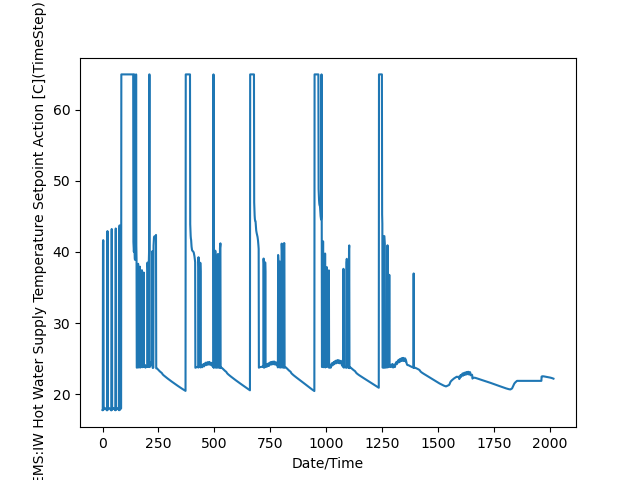 EMS:IW Hot Water Supply Temperature Setpoint Action [C](TimeStep)
60
50
40
30
20
0 250 500 750 1000 1250 1500 1750 2000
Date/Time